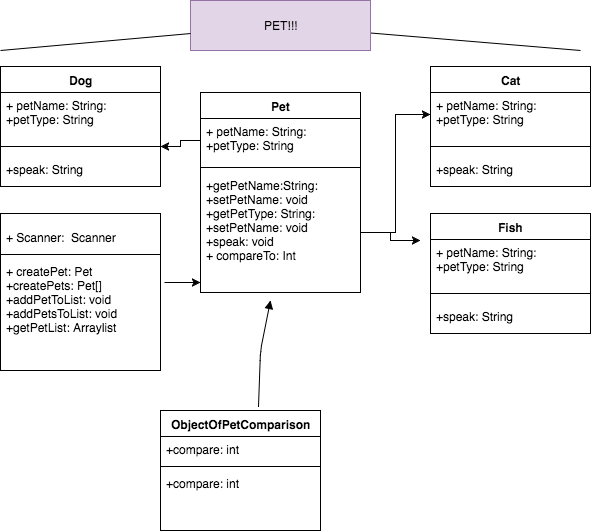 PET!!!
Dog
+ petName: String:
+petType: String
+speak: String
Pet
+ petName: String:
+petType: String
+getPetName:String:
+setPetName: void
+getPetType: String:
+setPetName: void
+speak: void
+ compareTo: Int
Cat
+ petName: String:
+petType: String
+speak: String
+ Scanner: Scanner
+ createPet: Pet
+createPets: Pet[]
+addPetToList: void
+addPetsToList: void
+getPetList: Arraylist
Fish
+ petName: String:
+petType: String
+speak: String
ObjectOfPetComparison
+compare: int
+compare: int